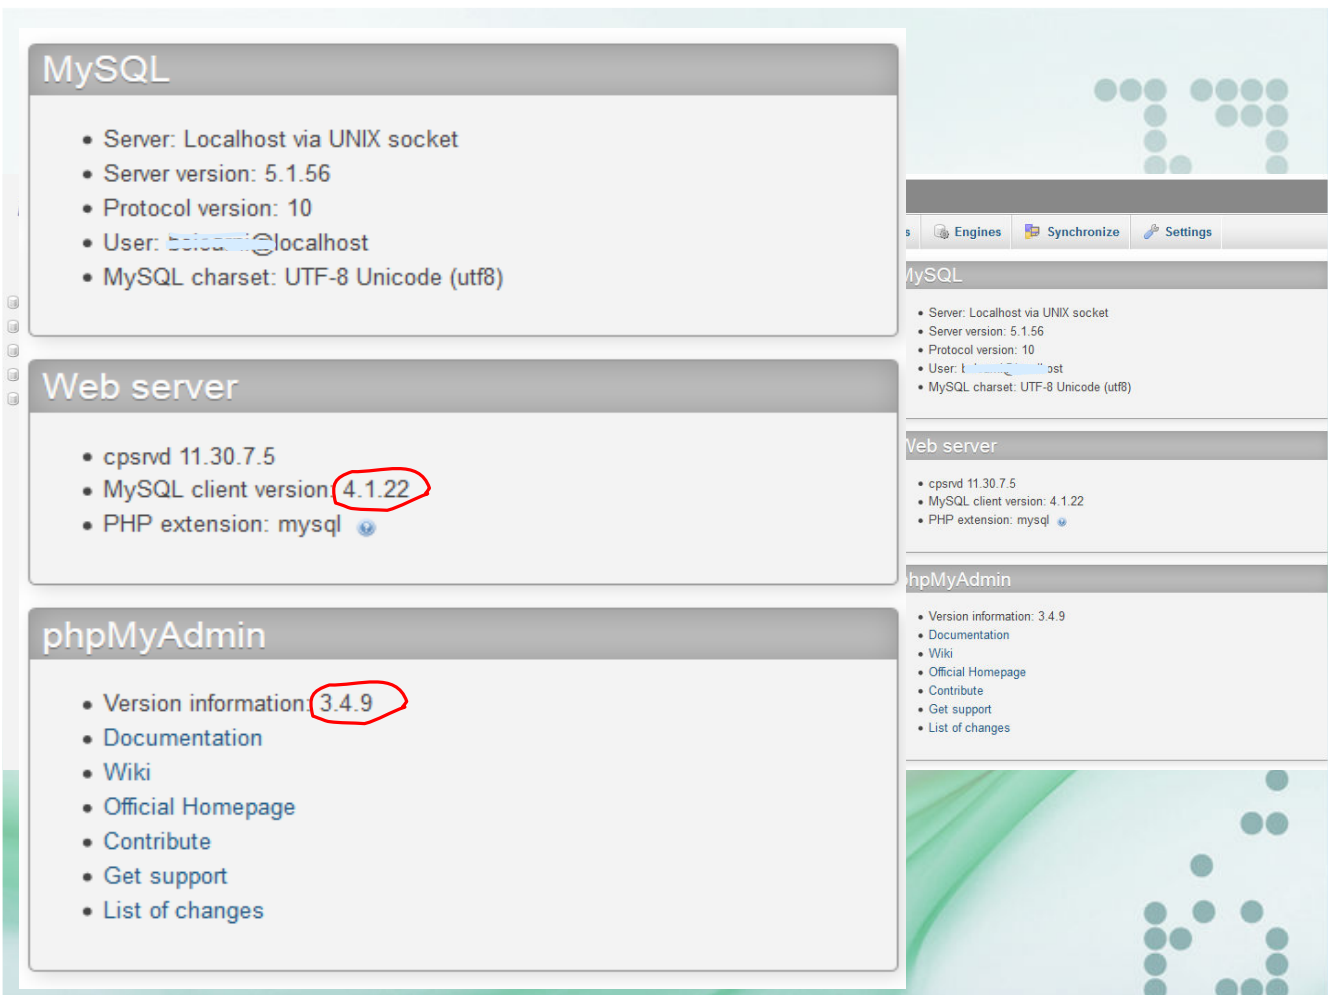 MySQL
Server: Localhost via UNIX socket
Server version: 5.1.56
Protocol version: 10
User: @localhost
MySQL charset: UTF-8 Unicode (utf8)
Web server
cpsrvd 11.30.7.5
MySQL client version: 4.1.22
PHP extension: mysql
phpMyAdmin
Version information: 3.4.9
Documentation
Wiki
Official Homepage
Contribute
Get support
List of changes
s Engines Synchronize Settings
MySQL
Server: Localhost via UNIX socket
Server version: 5.1.56
Protocol version: 10
User:
MySQL charset: UTF-8 Unicode (utf8)
Web server
cpsrvd 11.30.7.5
MySQL client version: 4.1.22
PHP extension: mysql
phpMyAdmin
Version information: 3.4.9
Documentation
Wiki
Official Homepage
Contribute
Get support
List of changes